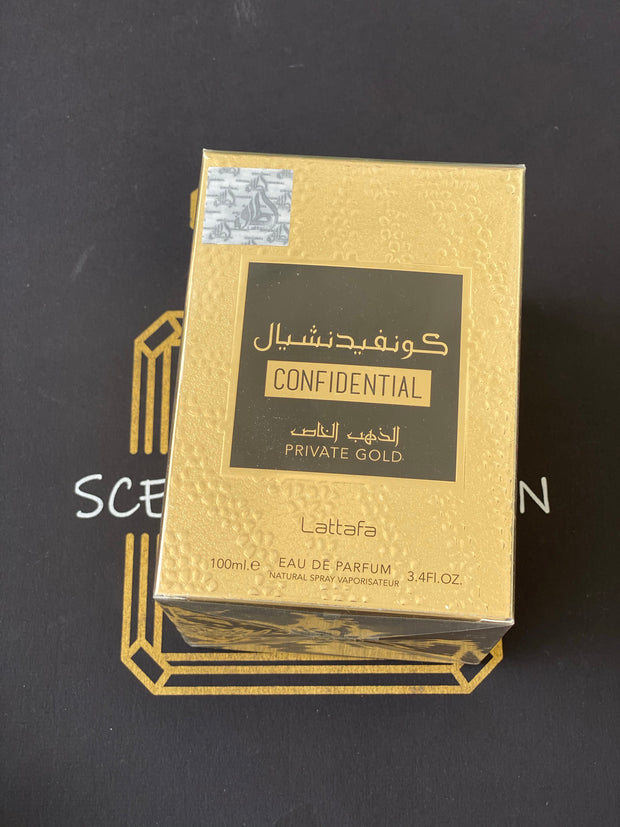 كونفيدنشيال
CONFIDENTIAL
الذهب الخاص
PRIVATE GOLD
Lattafa
100ml.e EAU DE PARFUM 3.4FL.OZ.
NATURAL SPRAY VAPORISATEUR